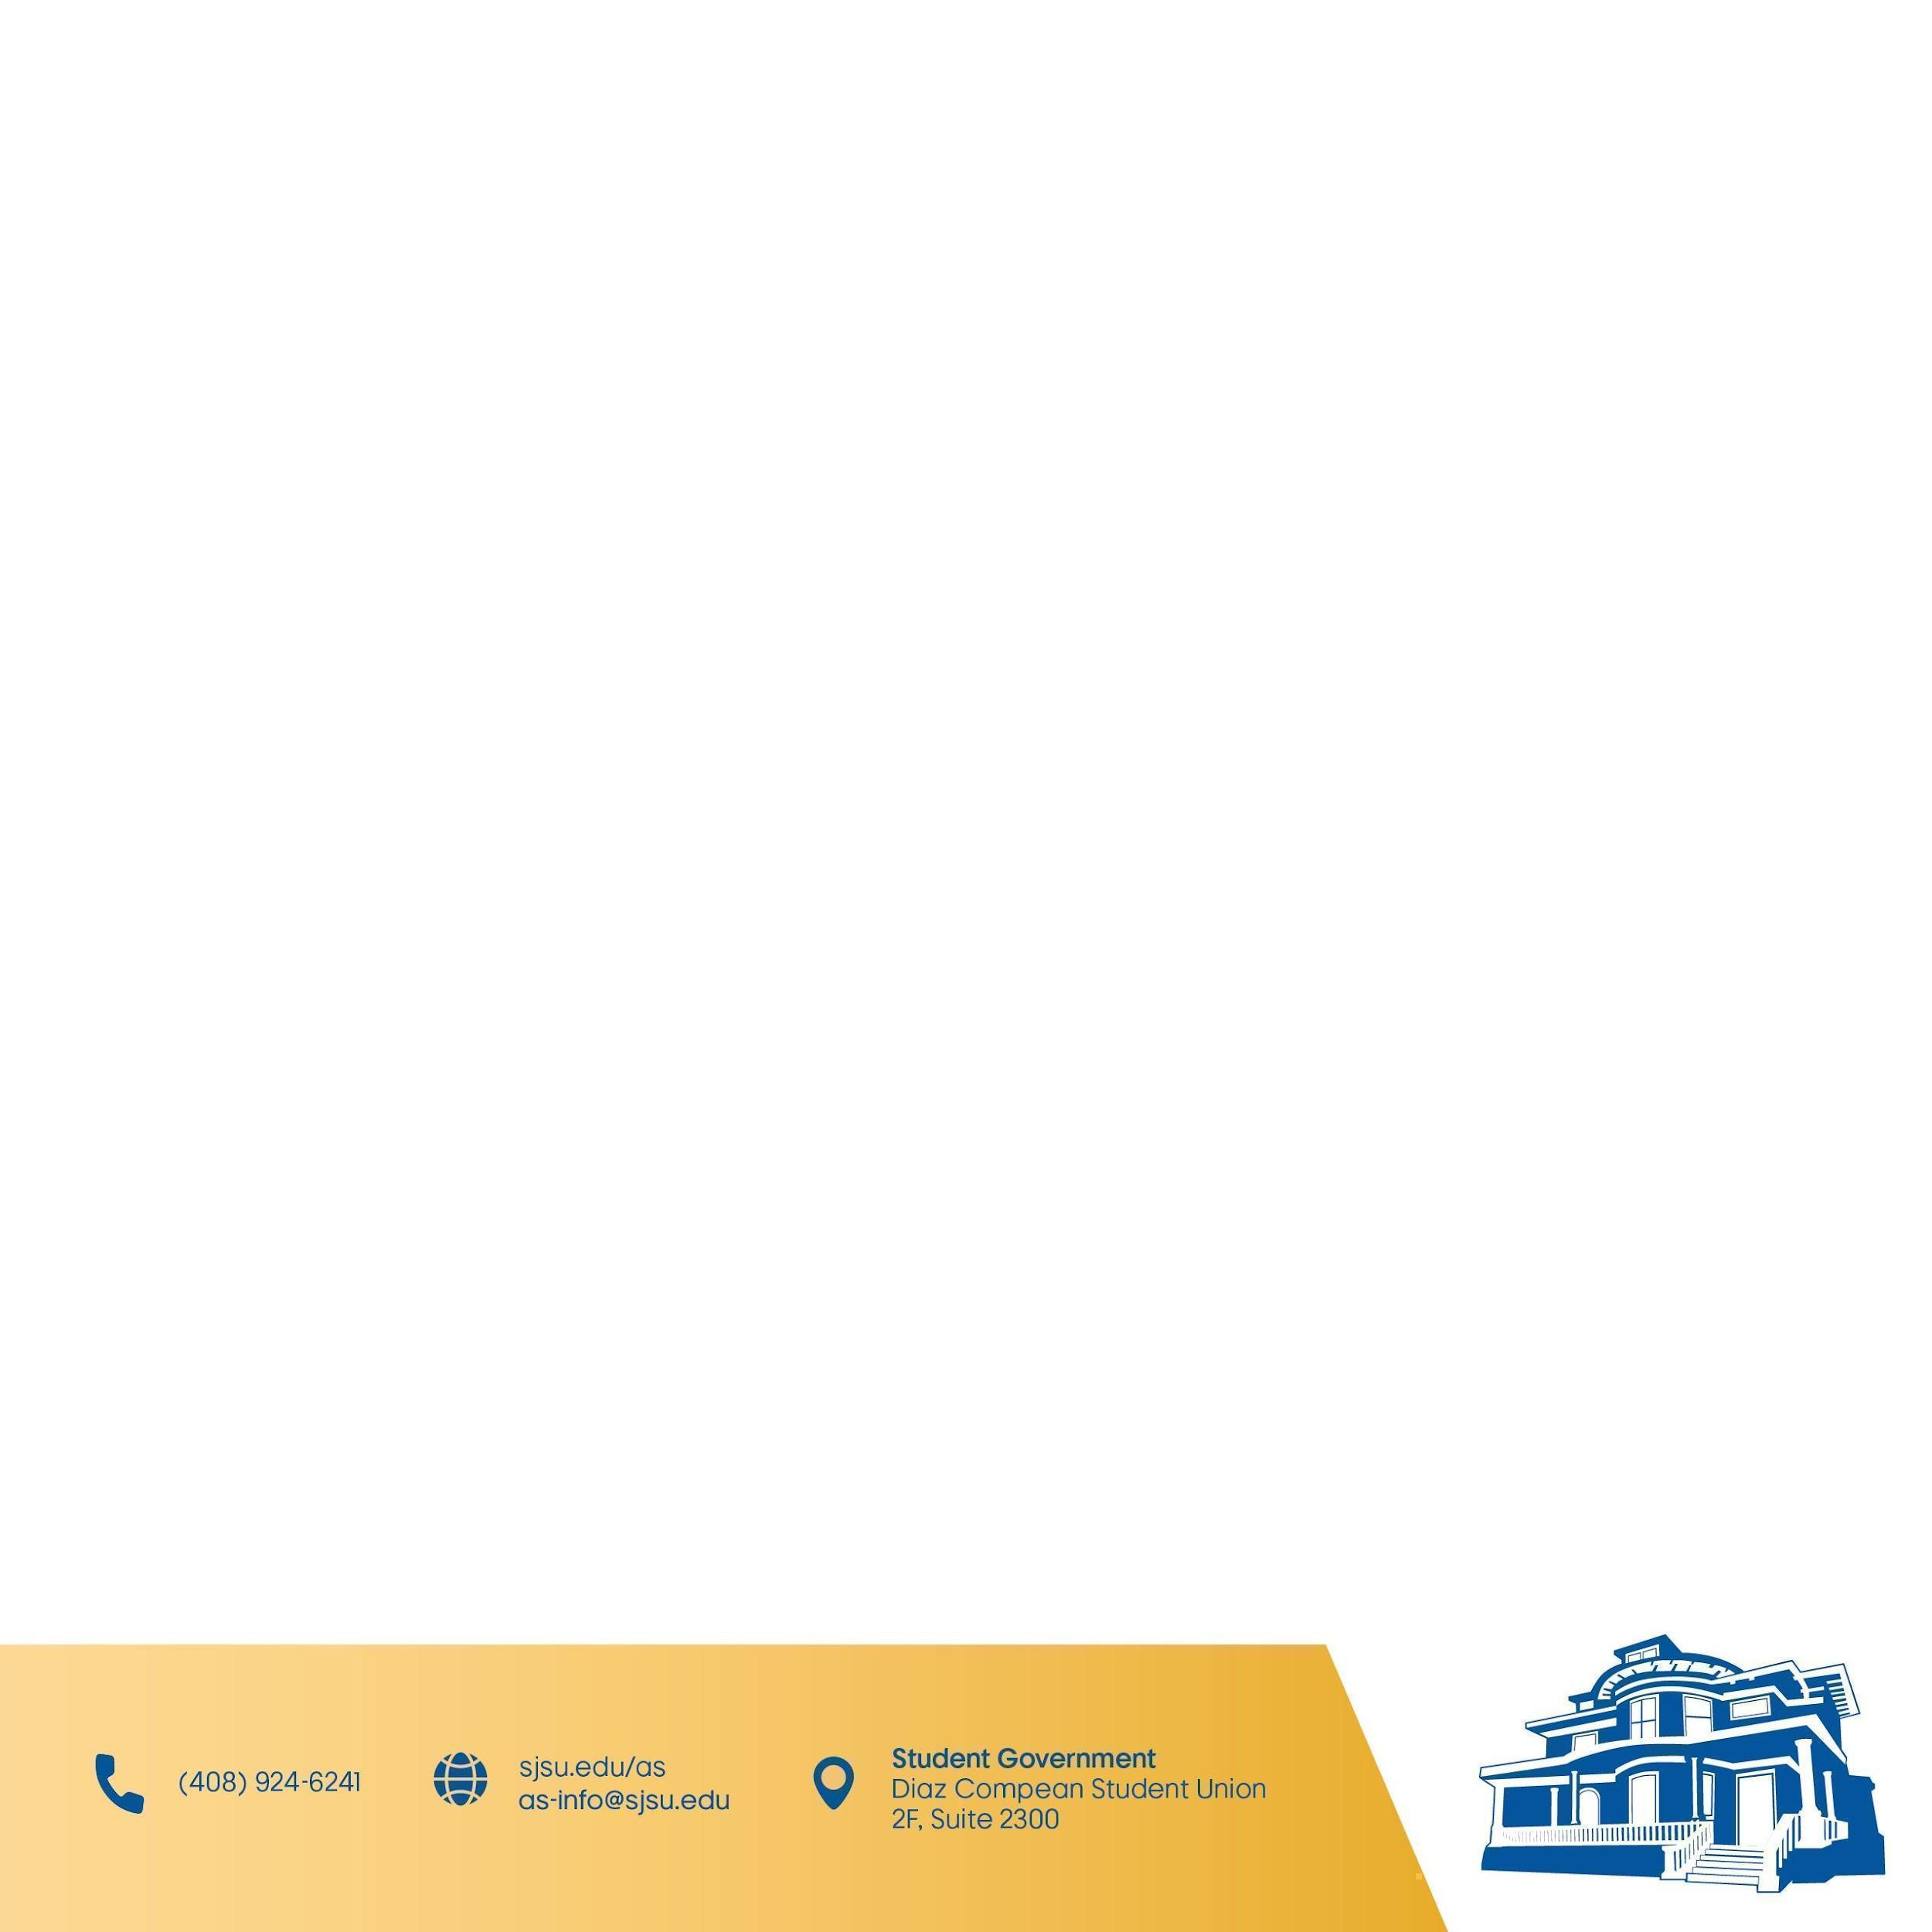 (408) 924-6241
sjsu.edu/as
as-info@sjsu.edu
Student Government
Diaz Compean Student Union
2F, Suite 2300